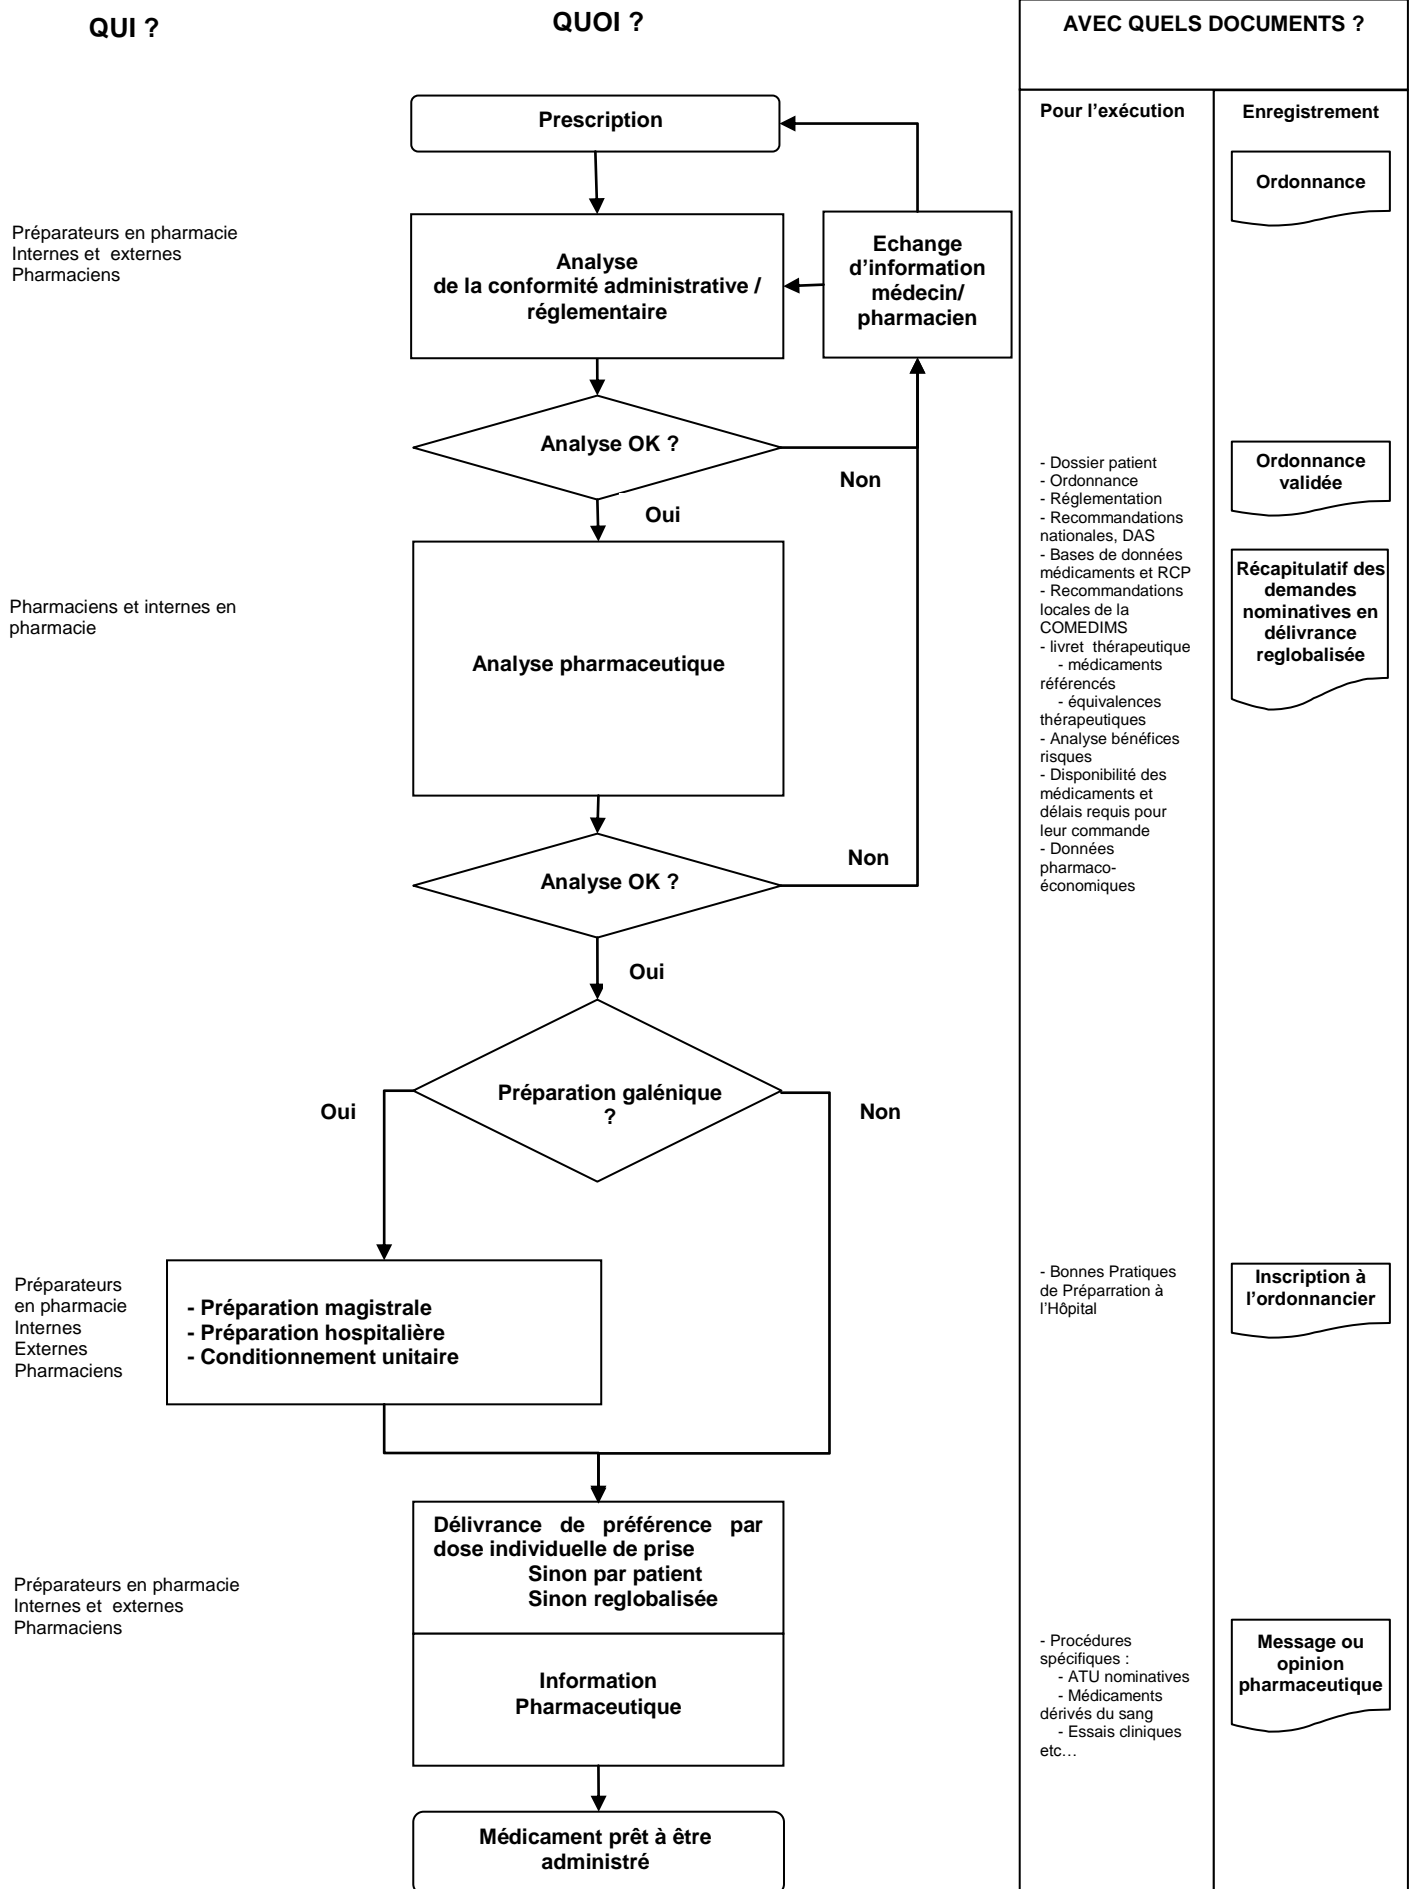 QUI ?
QUOI ?
AVEC QUELS DOCUMENTS ?
Pour l'exécution
Enregistrement
Prescription
Ordonnance
Préparateurs en pharmacie
Internes et externes
Pharmaciens
Analyse
de la conformité administrative /
réglementaire
Echange
d'information
médecin/
pharmacien
Analyse OK ?
Non
Oui
- Dossier patient
- Ordonnance
- Réglementation
- Recommandations
nationales, DAS
- Bases de données
médicaments et RCP
- Recommandations
locales de la
COMEDIMS
- livret thérapeutique
- médicaments
référencés
- équivalences
thérapeutiques
- Analyse bénéfices
risques
- Disponibilité des
médicaments et
délais requis pour
leur commande
- Données
pharmaco-
économiques
Ordonnance
validée
Récapitulatif des
demandes
nominatives en
délivrance
reglobalisée
Pharmaciens et internes en
pharmacie
Analyse pharmaceutique
Analyse OK ?
Non
Oui
Préparation galénique
?
Oui
Non
Préparateurs
en pharmacie
Internes
Externes
Pharmaciens
- Préparation magistrale
- Préparation hospitalière
- Conditionnement unitaire
- Bonnes Pratiques
de Préparration à
l'Hôpital
Inscription à
l'ordonnancier
Délivrance de préférence par
dose individuelle de prise
Sinon par patient
Sinon reglobalisée
Préparateurs en pharmacie
Internes et externes
Pharmaciens
Information
Pharmaceutique
- Procédures
spécifiques :
- ATU nominatives
- Médicaments
dérivés du sang
- Essais cliniques
etc…
Message ou
opinion
pharmaceutique
Médicament prêt à être
administré